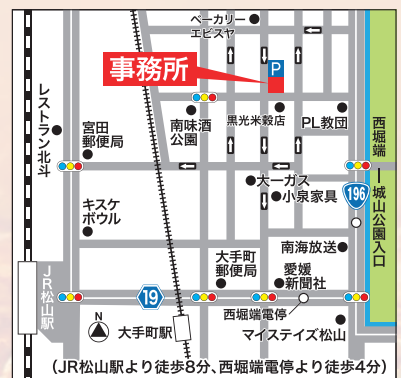 ベーカリー
エビスヤ
P
事務所
レストラン北斗
宮田
郵便局
南味酒
公園
黒光米穀店
PL教団
西堀端
城山公園入口
大一ガス
小泉家具
196
キスケ
ボウル
南海放送
大手町
郵便局
愛媛
新聞社
JR松山駅
19
西堀端電停
N
大手町駅
マイステイズ松山
(JR松山駅より徒歩8分、西堀端電停より徒歩4分)